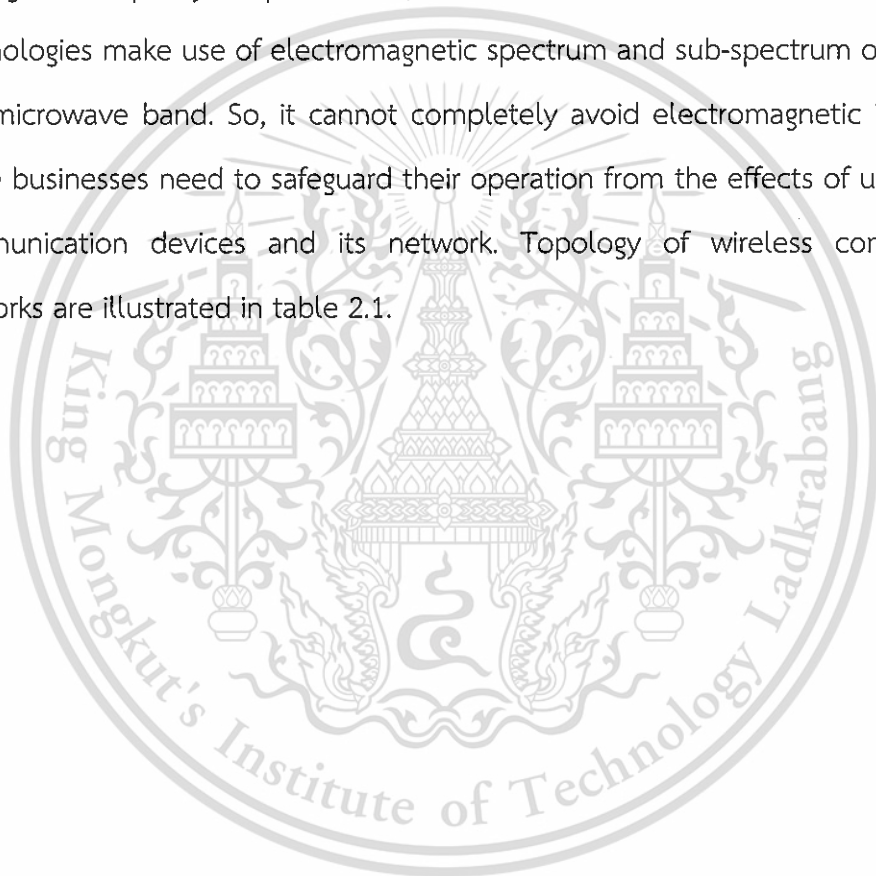 nologies make use of electromagnetic spectrum and sub-spectrum o
microwave band. So, it cannot completely avoid electromagnetic
businesses need to safeguard their operation from the effects of u
munication devices and its network. Topology of wireless com
orks are illustrated in table 2.1.
King Mongkut's Institute of Technology Ladkrabang